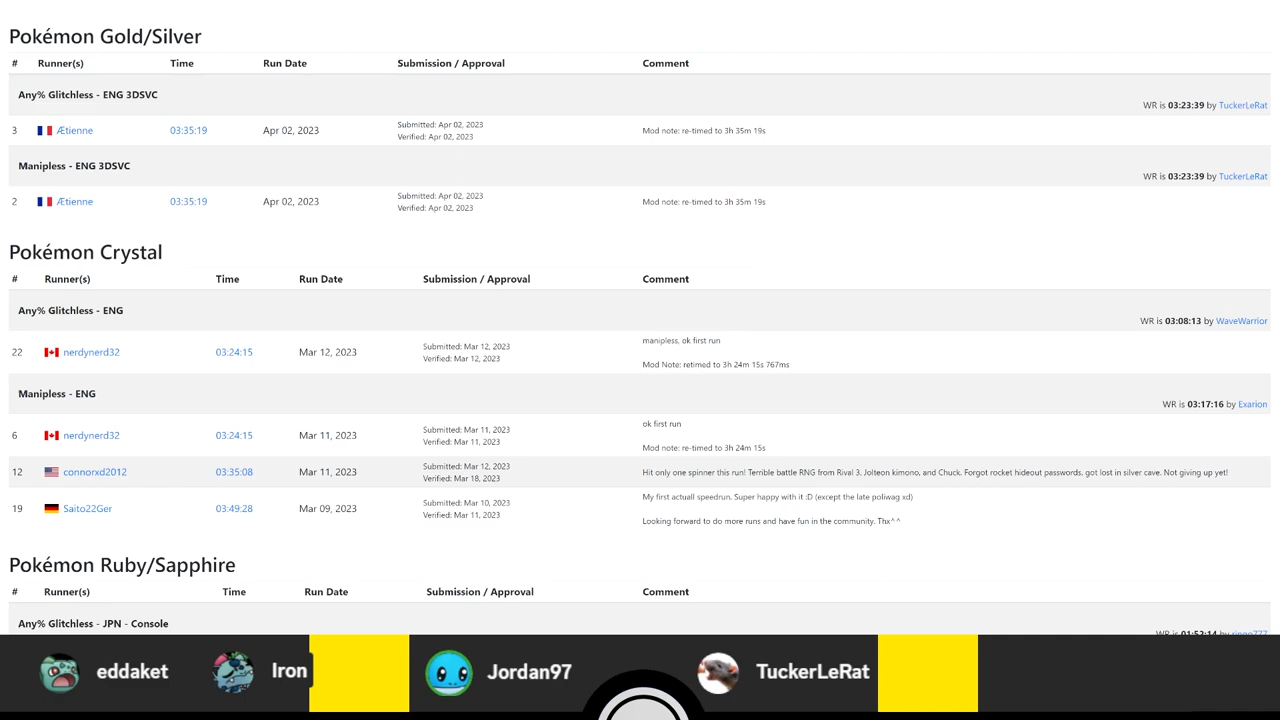 Pokémon Gold/Silver
# Runner(s) Time Run Date Submission / Approval Comment
Any% Glitchless - ENG 3DSVC
WR is 03:23:39 by TuckerLeRat
3 Ætienne 03:35:19 Apr 02, 2023 Submitted: Apr 02, 2023 Verified: Apr 02, 2023 Mod note: re-timed to 3h 35m 19s
Manipless - ENG 3DSVC
WR is 03:23:39 by TuckerLeRat
2 Ætienne 03:35:19 Apr 02, 2023 Submitted: Apr 02, 2023 Verified: Apr 02, 2023 Mod note: re-timed to 3h 35m 19s
Pokémon Crystal
# Runner(s) Time Run Date Submission / Approval Comment
Any% Glitchless - ENG
WR is 03:08:13 by WaveWarrior
22 nerdynerd32 03:24:15 Mar 12, 2023 Submitted: Mar 12, 2023 Verified: Mar 12, 2023 manipless, ok first run
Mod Note: retimed to 3h 24m 15s 767ms
Manipless - ENG
WR is 03:17:16 by Exarion
6 nerdynerd32 03:24:15 Mar 11, 2023 Submitted: Mar 11, 2023 Verified: Mar 11, 2023 ok first run
Mod note: re-timed to 3h 24m 15s
12 connorxd2012 03:35:08 Mar 11, 2023 Submitted: Mar 12, 2023 Verified: Mar 18, 2023 Hit only one spinner this run! Terrible battle RNG from Rival 3, Jolteon kimono, and Chuck. Forgot rocket hideout passwords, got lost in silver cave. Not giving up yet!
19 Saito22Ger 03:49:28 Mar 09, 2023 Submitted: Mar 10, 2023 Verified: Mar 11, 2023 My first actuall speedrun. Super happy with it :D (except the late poliwag xd)
Looking forward to do more runs and have fun in the community. Thx^^
Pokémon Ruby/Sapphire
# Runner(s) Time Run Date Submission / Approval Comment
Any% Glitchless - JPN - Console
WR is 01:52:14 by ringo777
eddaket Iron Jordan97 TuckerLeRat